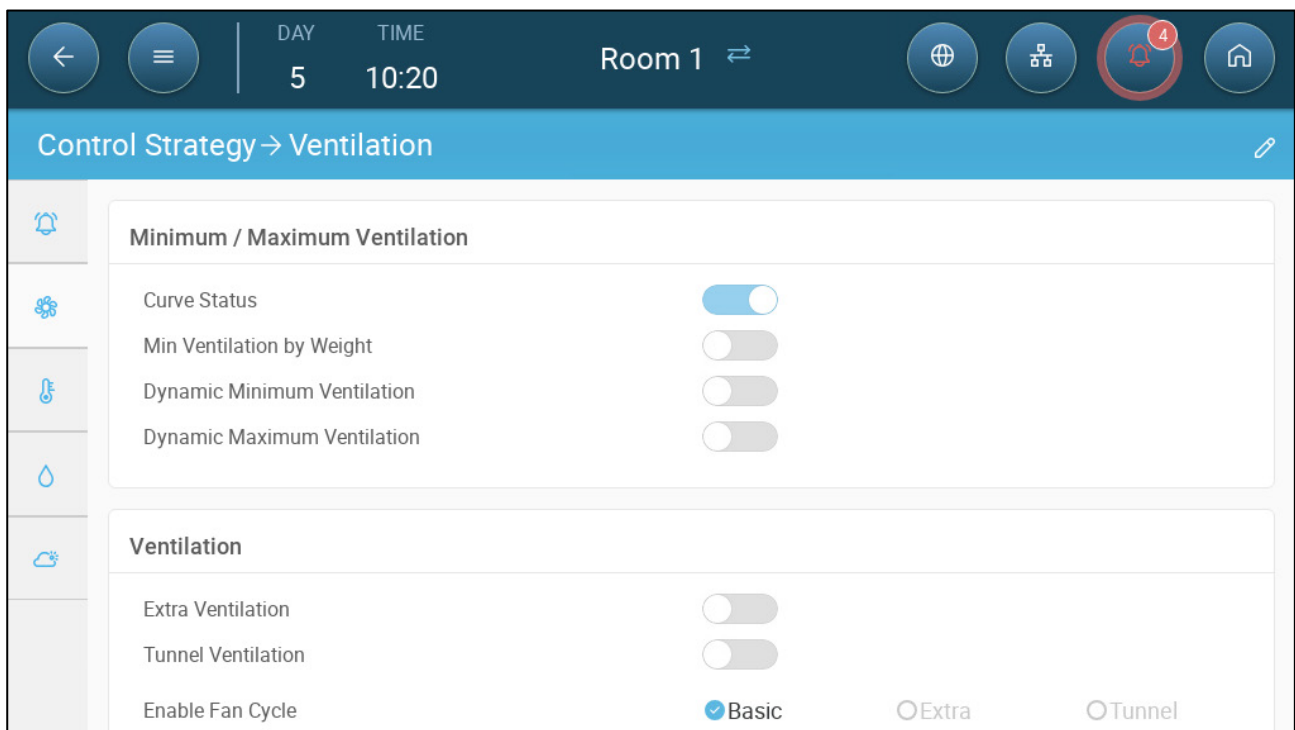 DAY TIME
5 10:20
Room 1
4
Control Strategy → Ventilation
Minimum / Maximum Ventilation
Curve Status
Min Ventilation by Weight
Dynamic Minimum Ventilation
Dynamic Maximum Ventilation
Ventilation
Extra Ventilation
Tunnel Ventilation
Enable Fan Cycle Basic Extra Tunnel